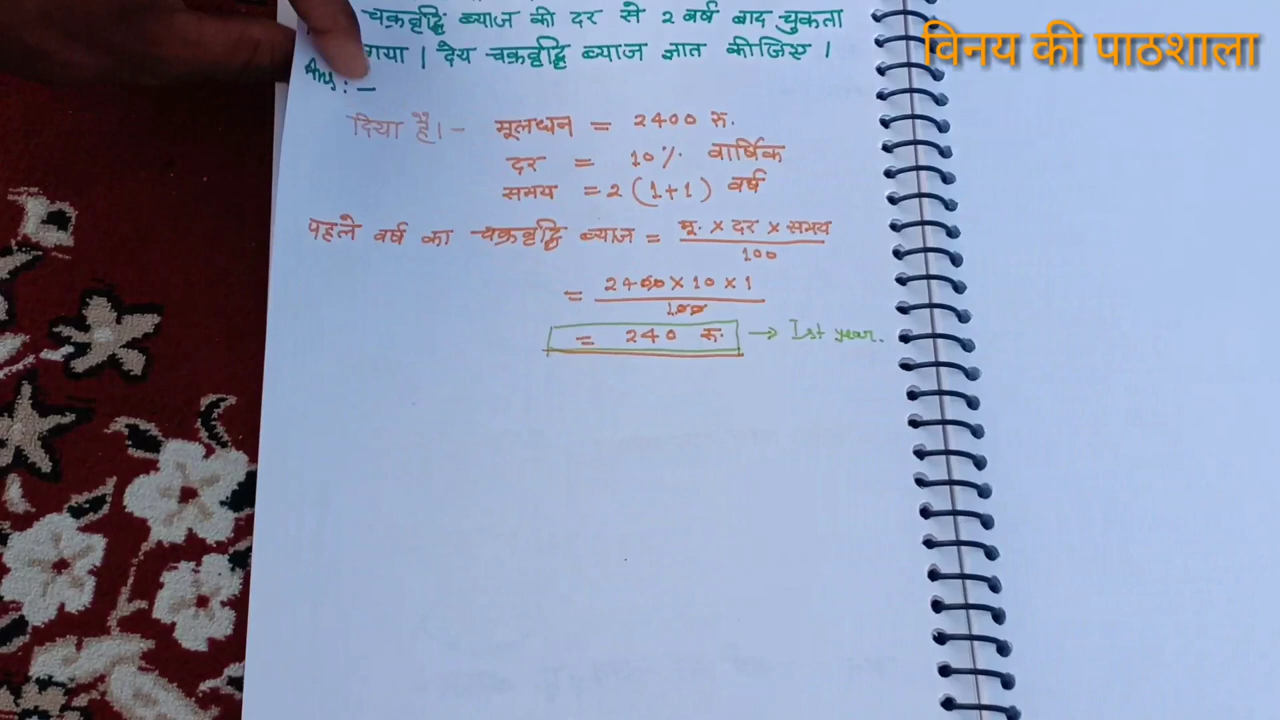 चक्रवृद्धि ब्याज की दर से 2 वर्ष बाद चुकता
गया । देय चक्रवृद्धि ब्याज ज्ञात कीजिए ।
विनय की पाठशाला
Ans :-
दिया है।- मूलधन = 2400 रु.
दर = 10% वार्षिक
समय = 2 (1+1) वर्ष
पहले वर्ष का चक्रवृद्धि ब्याज = मू. × दर × समय
100
= 2400 × 10 × 1
100
= 240 रु. → Ist year.